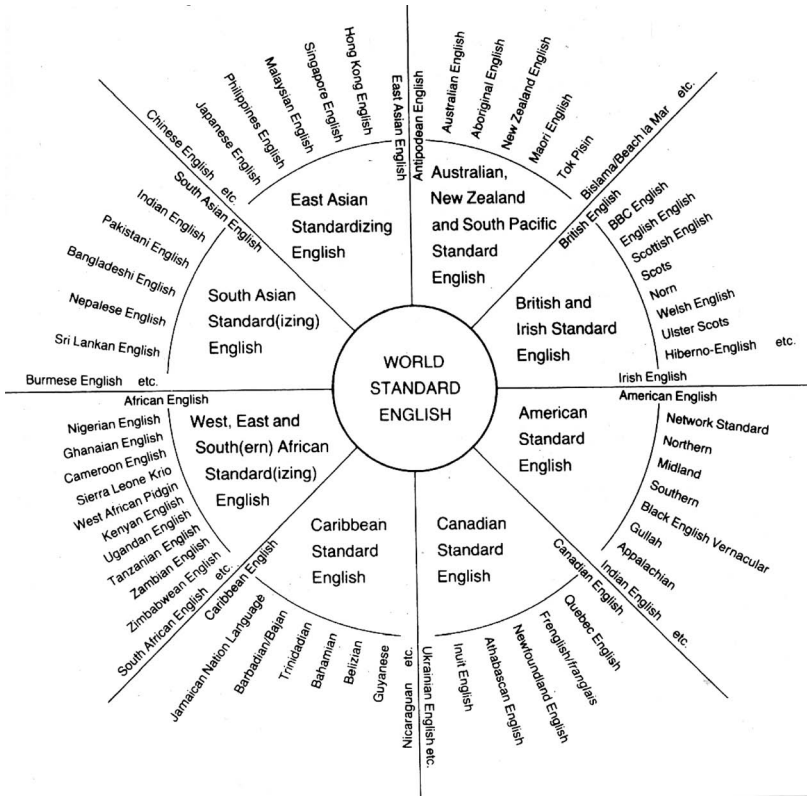 WORLD
STANDARD
ENGLISH
Antipodean English
Australian English
Aboriginal English
New Zealand English
Maori English
Tok Pisin
Bislama/Beach la Mar etc.
Australian,
New Zealand
and South Pacific
Standard
English
British English
BBC English
English English
Scottish English
Scots
Norn
Welsh English
Ulster Scots
Hiberno-English etc.
Irish English
British and
Irish Standard
English
American English
Network Standard
Northern
Midland
Southern
Black English Vernacular
Gullah
Appalachian
Indian English etc.
American
Standard
English
Canadian English
Quebec English
Frenglish/franglais
Newfoundland English
Athabascan English
Inuit English
Ukrainian English etc.
Canadian
Standard
English
Caribbean English
Jamaican Nation Language
Barbadian/Bajan
Trinidadian
Bahamian
Belizian
Guyanese
Nicaraguan etc.
Caribbean
Standard
English
African English
Nigerian English
Ghanaian English
Cameroon English
Sierra Leone Krio
West African Pidgin
Kenyan English
Ugandan English
Tanzanian English
Zambian English
Zimbabwean English
South African English etc.
West, East and
South(ern) African
Standard(izing)
English
South Asian English
Indian English
Pakistani English
Bangladeshi English
Nepalese English
Sri Lankan English
Burmese English etc.
South Asian
Standard(izing)
English
East Asian English
Hong Kong English
Singapore English
Malaysian English
Philippines English
Japanese English
Chinese English etc.
East Asian
Standardizing
English